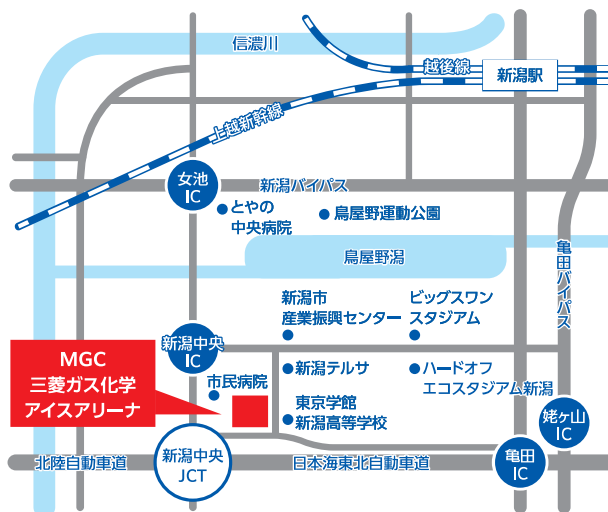 信濃川
越後線
新潟駅
上越新幹線
女池
IC
新潟バイパス
とやの
中央病院
鳥屋野運動公園
鳥屋野潟
亀田バイパス
新潟市
産業振興センター
ビッグスワン
スタジアム
新潟中央
IC
MGC
三菱ガス化学
アイスアリーナ
市民病院
新潟テルサ
ハードオフ
エコスタジアム新潟
東京学館
新潟高等学校
姥ヶ山
IC
北陸自動車道
新潟中央
JCT
日本海東北自動車道
亀田
IC